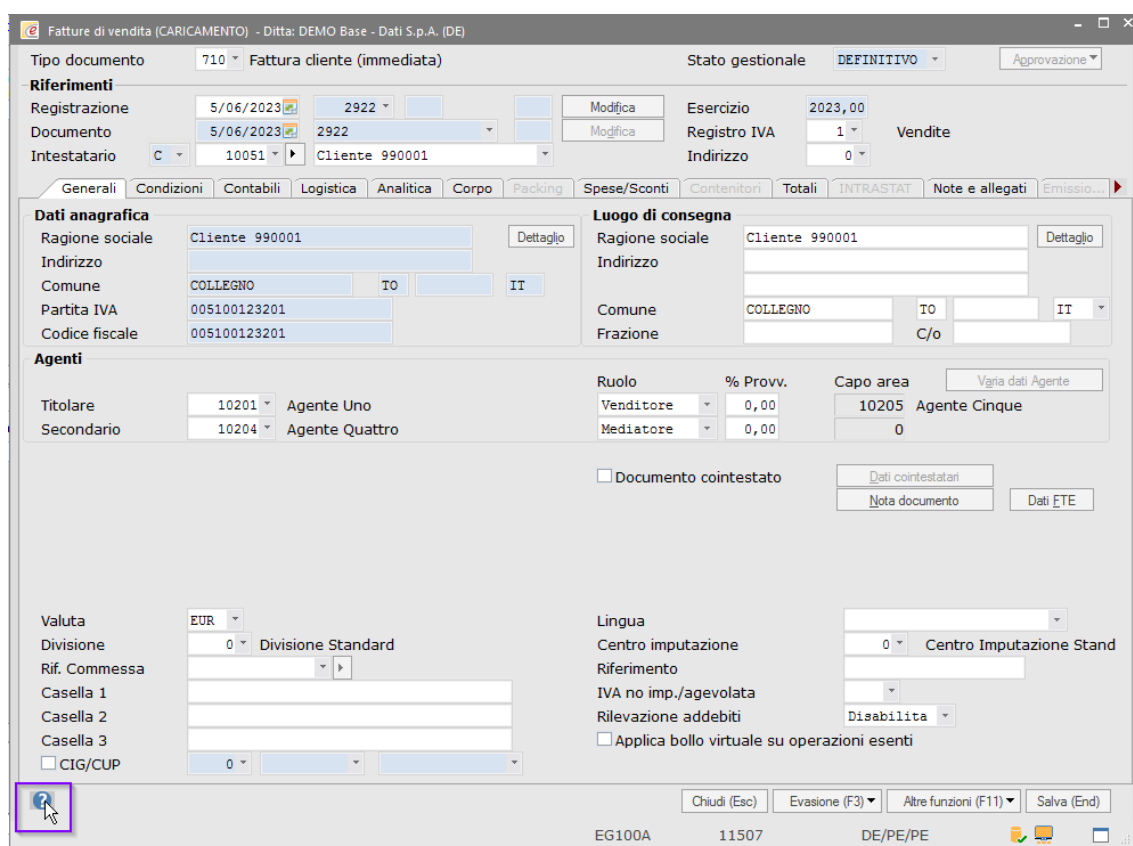 Fatture di vendita (CARICAMENTO) - Ditta: DEMO Base - Dati S.p.A. (DE)
Tipo documento 710 Fattura cliente (immediata) Stato gestionale DEFINITIVO Approvazione
Riferimenti
Registrazione 5/06/2023 2922 Modifica Esercizio 2023,00
Documento 5/06/2023 2922 Modifica Registro IVA 1 Vendite
Intestatario C 10051 Cliente 990001 Indirizzo 0
Generali Condizioni Contabili Logistica Analitica Corpo Packing Spese/Sconti Contenitori Totali INTRASTAT Note e allegati Emissio...
Dati anagrafica Luogo di consegna
Ragione sociale Cliente 990001 Dettaglio Ragione sociale Cliente 990001 Dettaglio
Indirizzo Indirizzo
Comune COLLEGNO TO IT
Partita IVA 005100123201 Comune COLLEGNO TO IT
Codice fiscale 005100123201 Frazione C/o
Agenti
Ruolo % Provv. Capo area Varia dati Agente
Titolare 10201 Agente Uno Venditore 0,00 10205 Agente Cinque
Secondario 10204 Agente Quattro Mediatore 0,00 0
Documento cointestato Dati cointestatari
Nota documento Dati FTE
Valuta EUR Lingua
Divisione 0 Divisione Standard Centro imputazione 0 Centro Imputazione Stand
Rif. Commessa Riferimento
Casella 1 IVA no imp./agevolata
Casella 2 Rilevazione addebiti Disabilita
Casella 3 Applica bollo virtuale su operazioni esenti
CIG/CUP 0
? Chiudi (Esc) Evasione (F3) Altre funzioni (F11) Salva (End)
EG100A 11507 DE/PE/PE